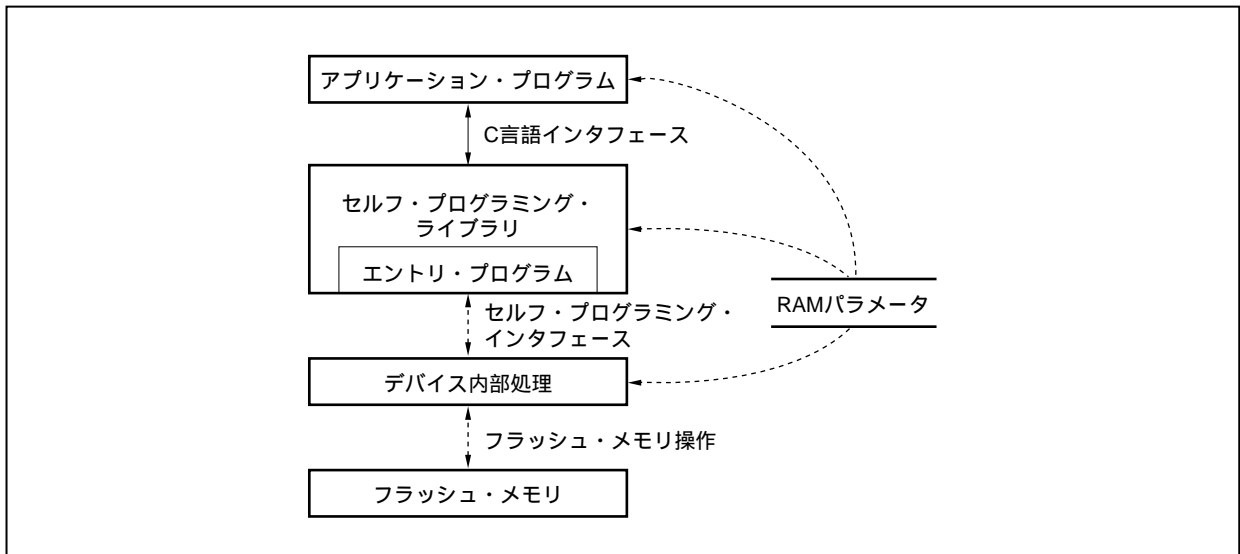 アプリケーション・プログラム
C言語インタフェース
セルフ・プログラミング・
ライブラリ
エントリ・プログラム
セルフ・プログラミング・
インタフェース
RAMパラメータ
デバイス内部処理
フラッシュ・メモリ操作
フラッシュ・メモリ